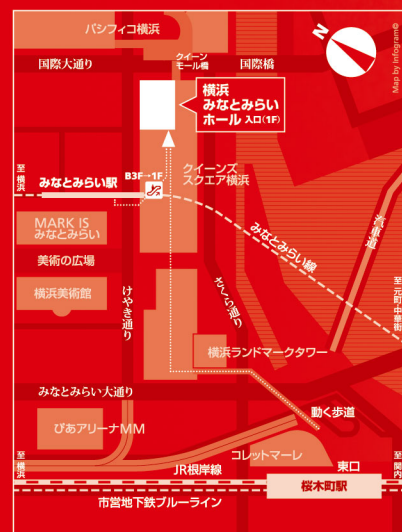 パシフィコ横浜
N
Map by Infogram©
国際大通り
クイーン
モール橋
国際橋
横浜
みなとみらい
ホール 入口(1F)
至 横浜
みなとみらい駅
B3F→1F
クイーンズ
スクエア横浜
MARK IS
みなとみらい
美術の広場
横浜美術館
けやき通り
さくら通り
みなとみらい線
汽車道
至 元町・中華街
横浜ランドマークタワー
みなとみらい大通り
動く歩道
ぴあアリーナMM
コレットマーレ
東口
至 横浜
JR根岸線
桜木町駅
至 関内
市営地下鉄ブルーライン